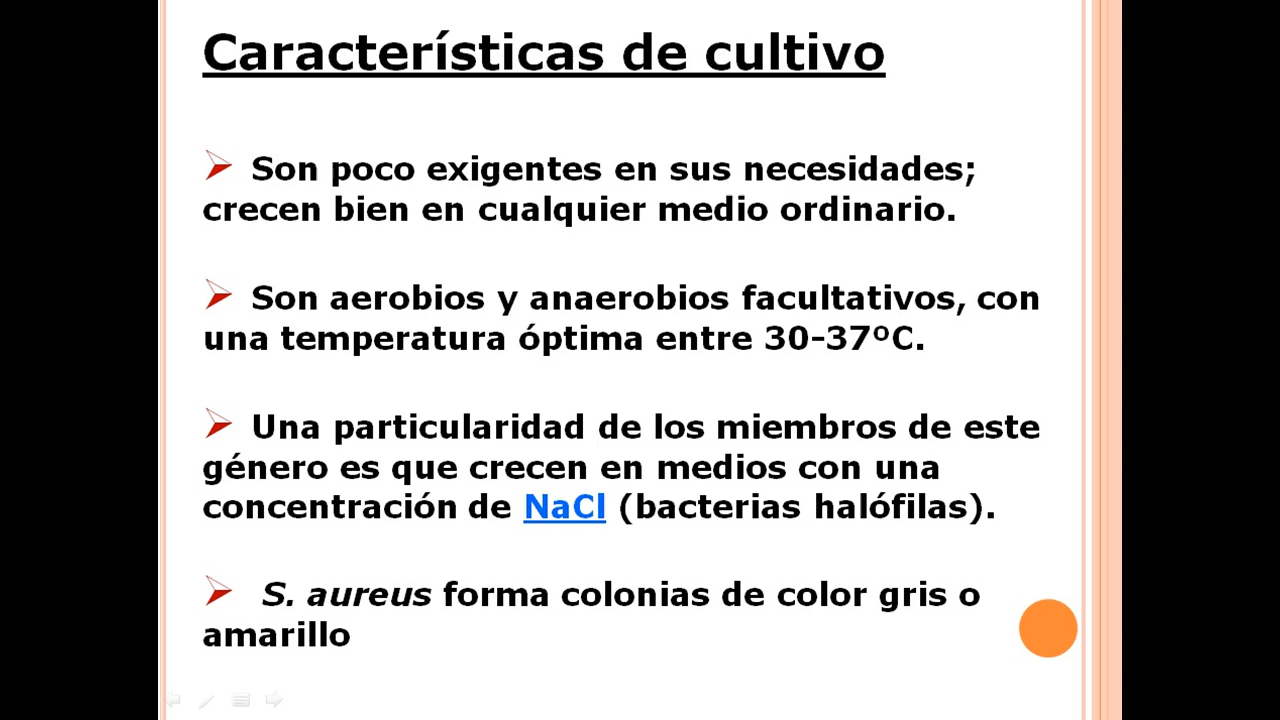 Características de cultivo
Son poco exigentes en sus necesidades;
crecen bien en cualquier medio ordinario.
Son aerobios y anaerobios facultativos, con
una temperatura óptima entre 30-37ºC.
Una particularidad de los miembros de este
género es que crecen en medios con una
concentración de NaCl (bacterias halófilas).
S. aureus forma colonias de color gris o
amarillo